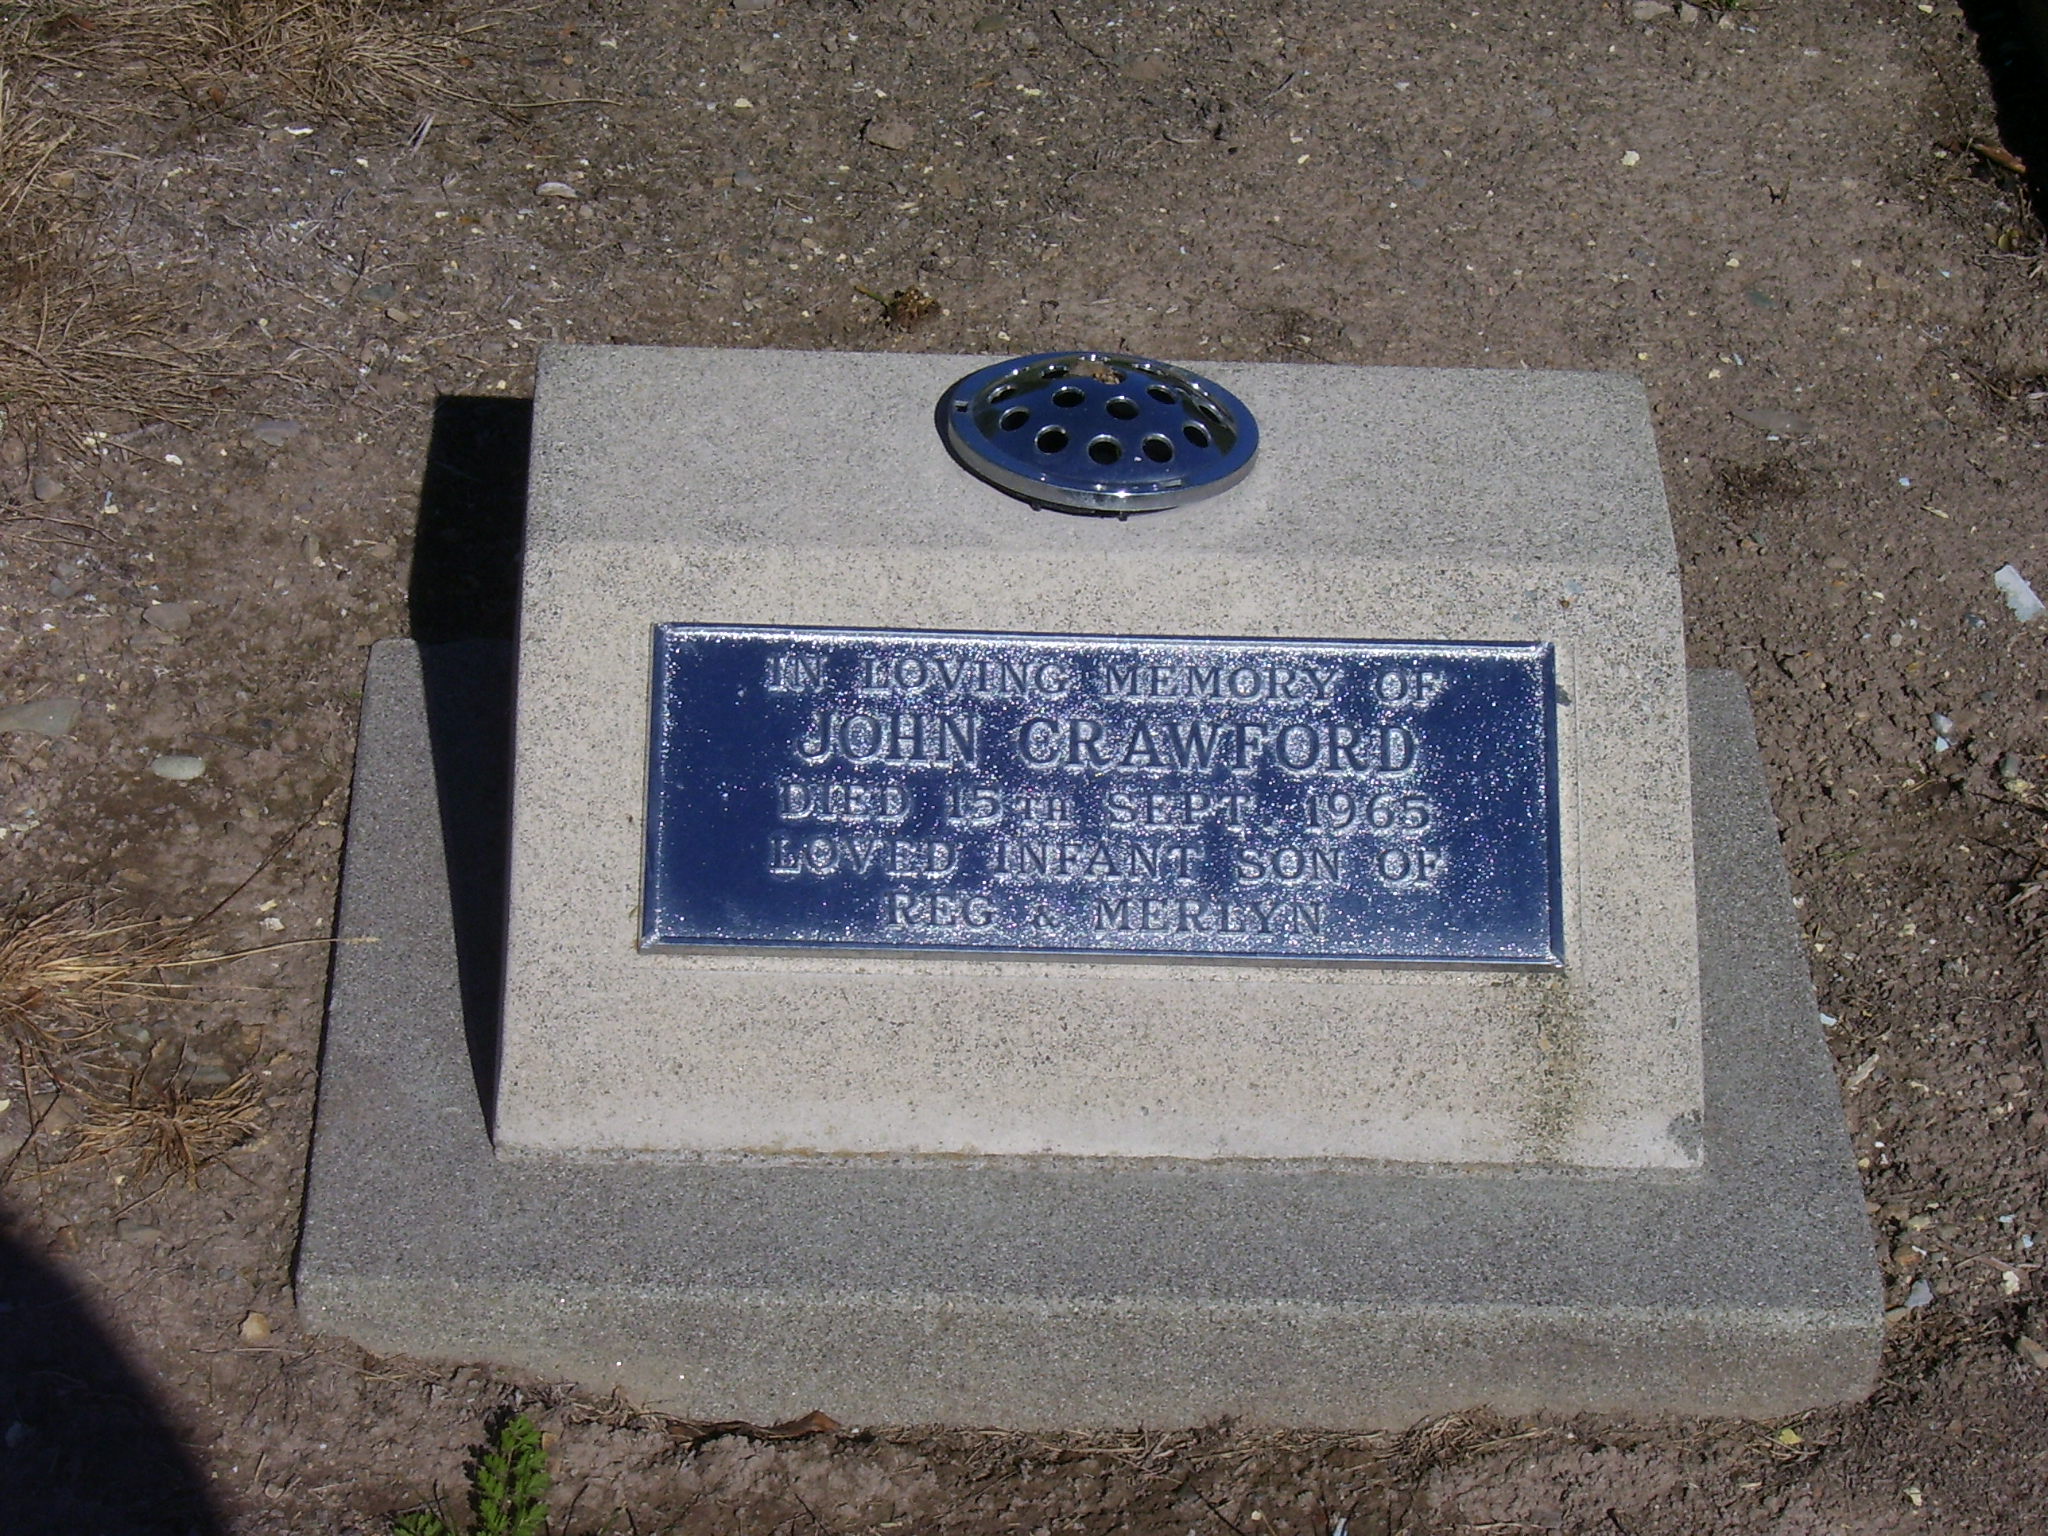 IN LOVING MEMORY OF
JOHN CRAWFORD
DIED 15TH SEPT. 1965
LOVED INFANT SON OF
REG & MERLYN